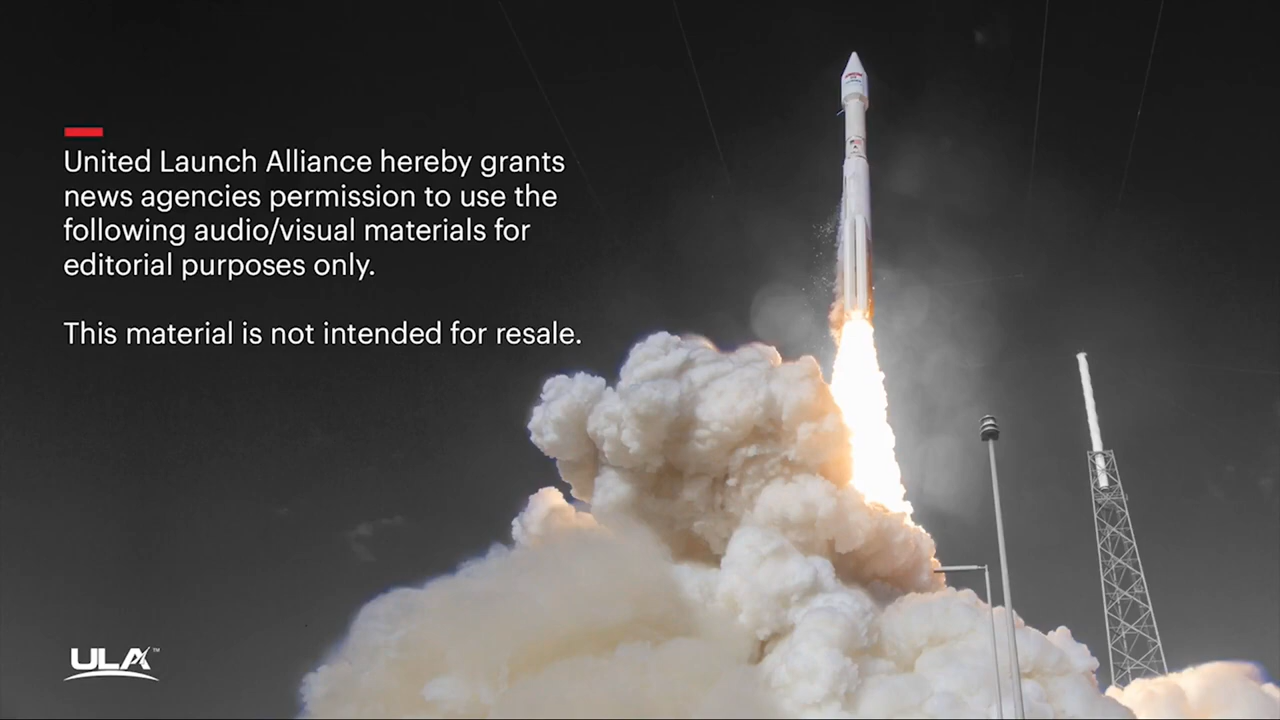 United Launch Alliance hereby grants
news agencies permission to use the
following audio/visual materials for
editorial purposes only.
This material is not intended for resale.
ULA™